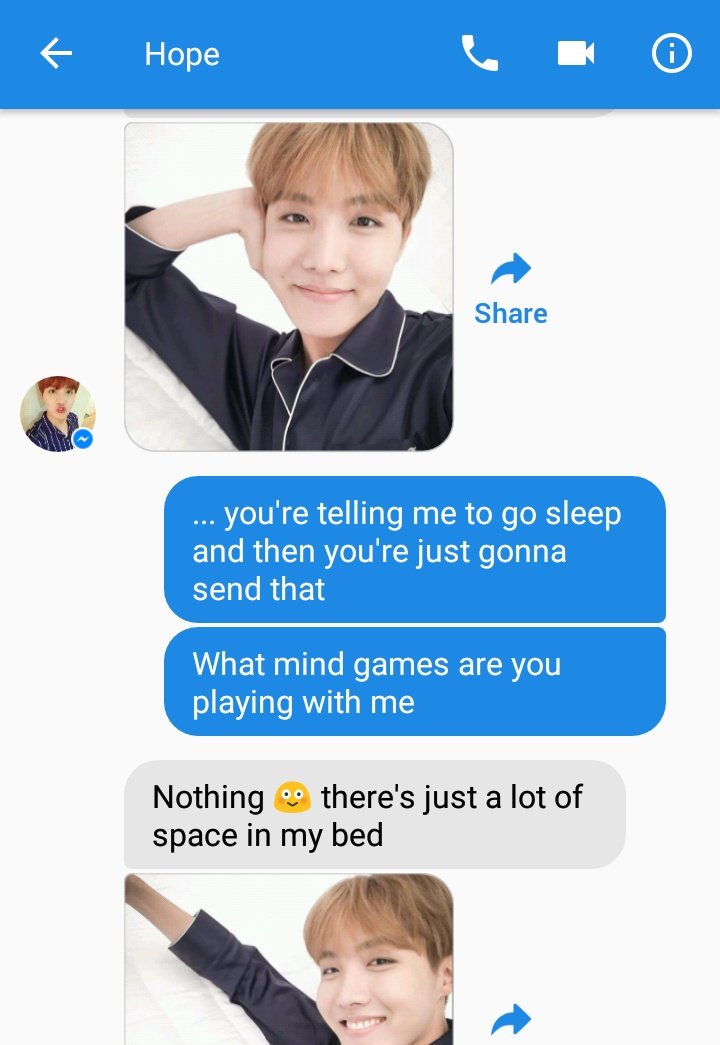 Hope
Share
... you're telling me to go sleep
and then you're just gonna
send that
What mind games are you
playing with me
Nothing 😳 there's just a lot of
space in my bed